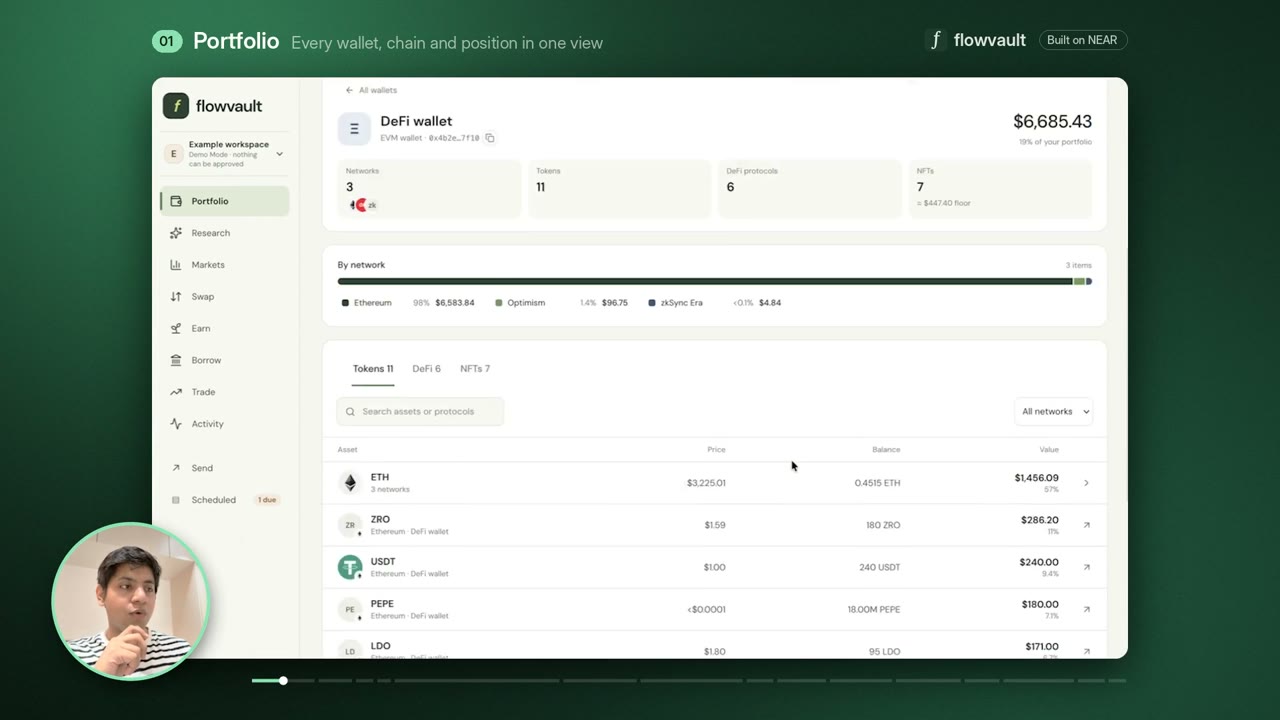 01 Portfolio Every wallet, chain and position in one view
f flowvault Built on NEAR
f flowvault
E Example workspace
Demo Mode · nothing
can be approved
Portfolio
Research
Markets
Swap
Earn
Borrow
Trade
Activity
Send
Scheduled 1 due
← All wallets
DeFi wallet
EVM wallet · 0x4b2e…7f10
$6,685.43
19% of your portfolio
Networks
3
zk
Tokens
11
DeFi protocols
6
NFTs
7
≈ $447.40 floor
By network 3 items
Ethereum 98% $6,583.84 Optimism 1.4% $96.75 zkSync Era <0.1% $4.84
Tokens 11 DeFi 6 NFTs 7
Search assets or protocols All networks
Asset Price Balance Value
ETH $3,225.01 0.4515 ETH $1,456.09
3 networks 57%
ZR ZRO $1.59 180 ZRO $286.20
Ethereum · DeFi wallet 11%
USDT $1.00 240 USDT $240.00
Ethereum · DeFi wallet 9.4%
PE PEPE <$0.0001 18.00M PEPE $180.00
Ethereum · DeFi wallet 7.1%
LD LDO $1.80 95 LDO $171.00
Ethereum · DeFi wallet